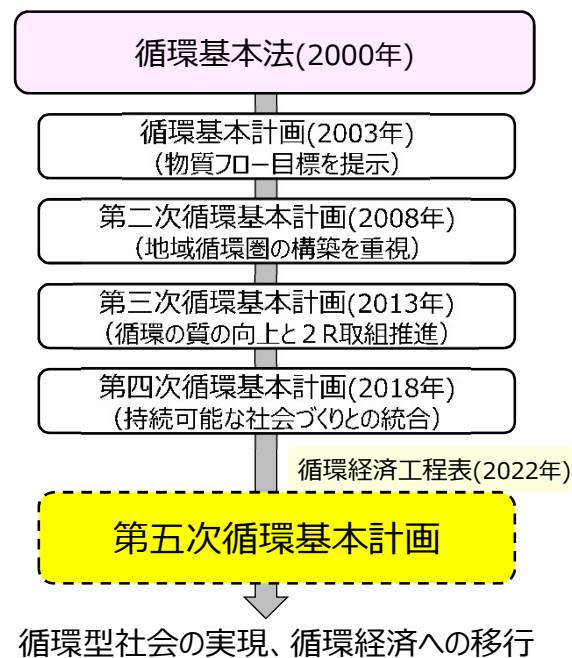 循環基本法(2000年)
循環基本計画(2003年)
（物質フロー目標を提示）
第二次循環基本計画(2008年)
（地域循環圏の構築を重視）
第三次循環基本計画(2013年)
（循環の質の向上と２R取組推進）
第四次循環基本計画(2018年)
（持続可能な社会づくりとの統合）
循環経済工程表(2022年)
第五次循環基本計画
循環型社会の実現、循環経済への移行